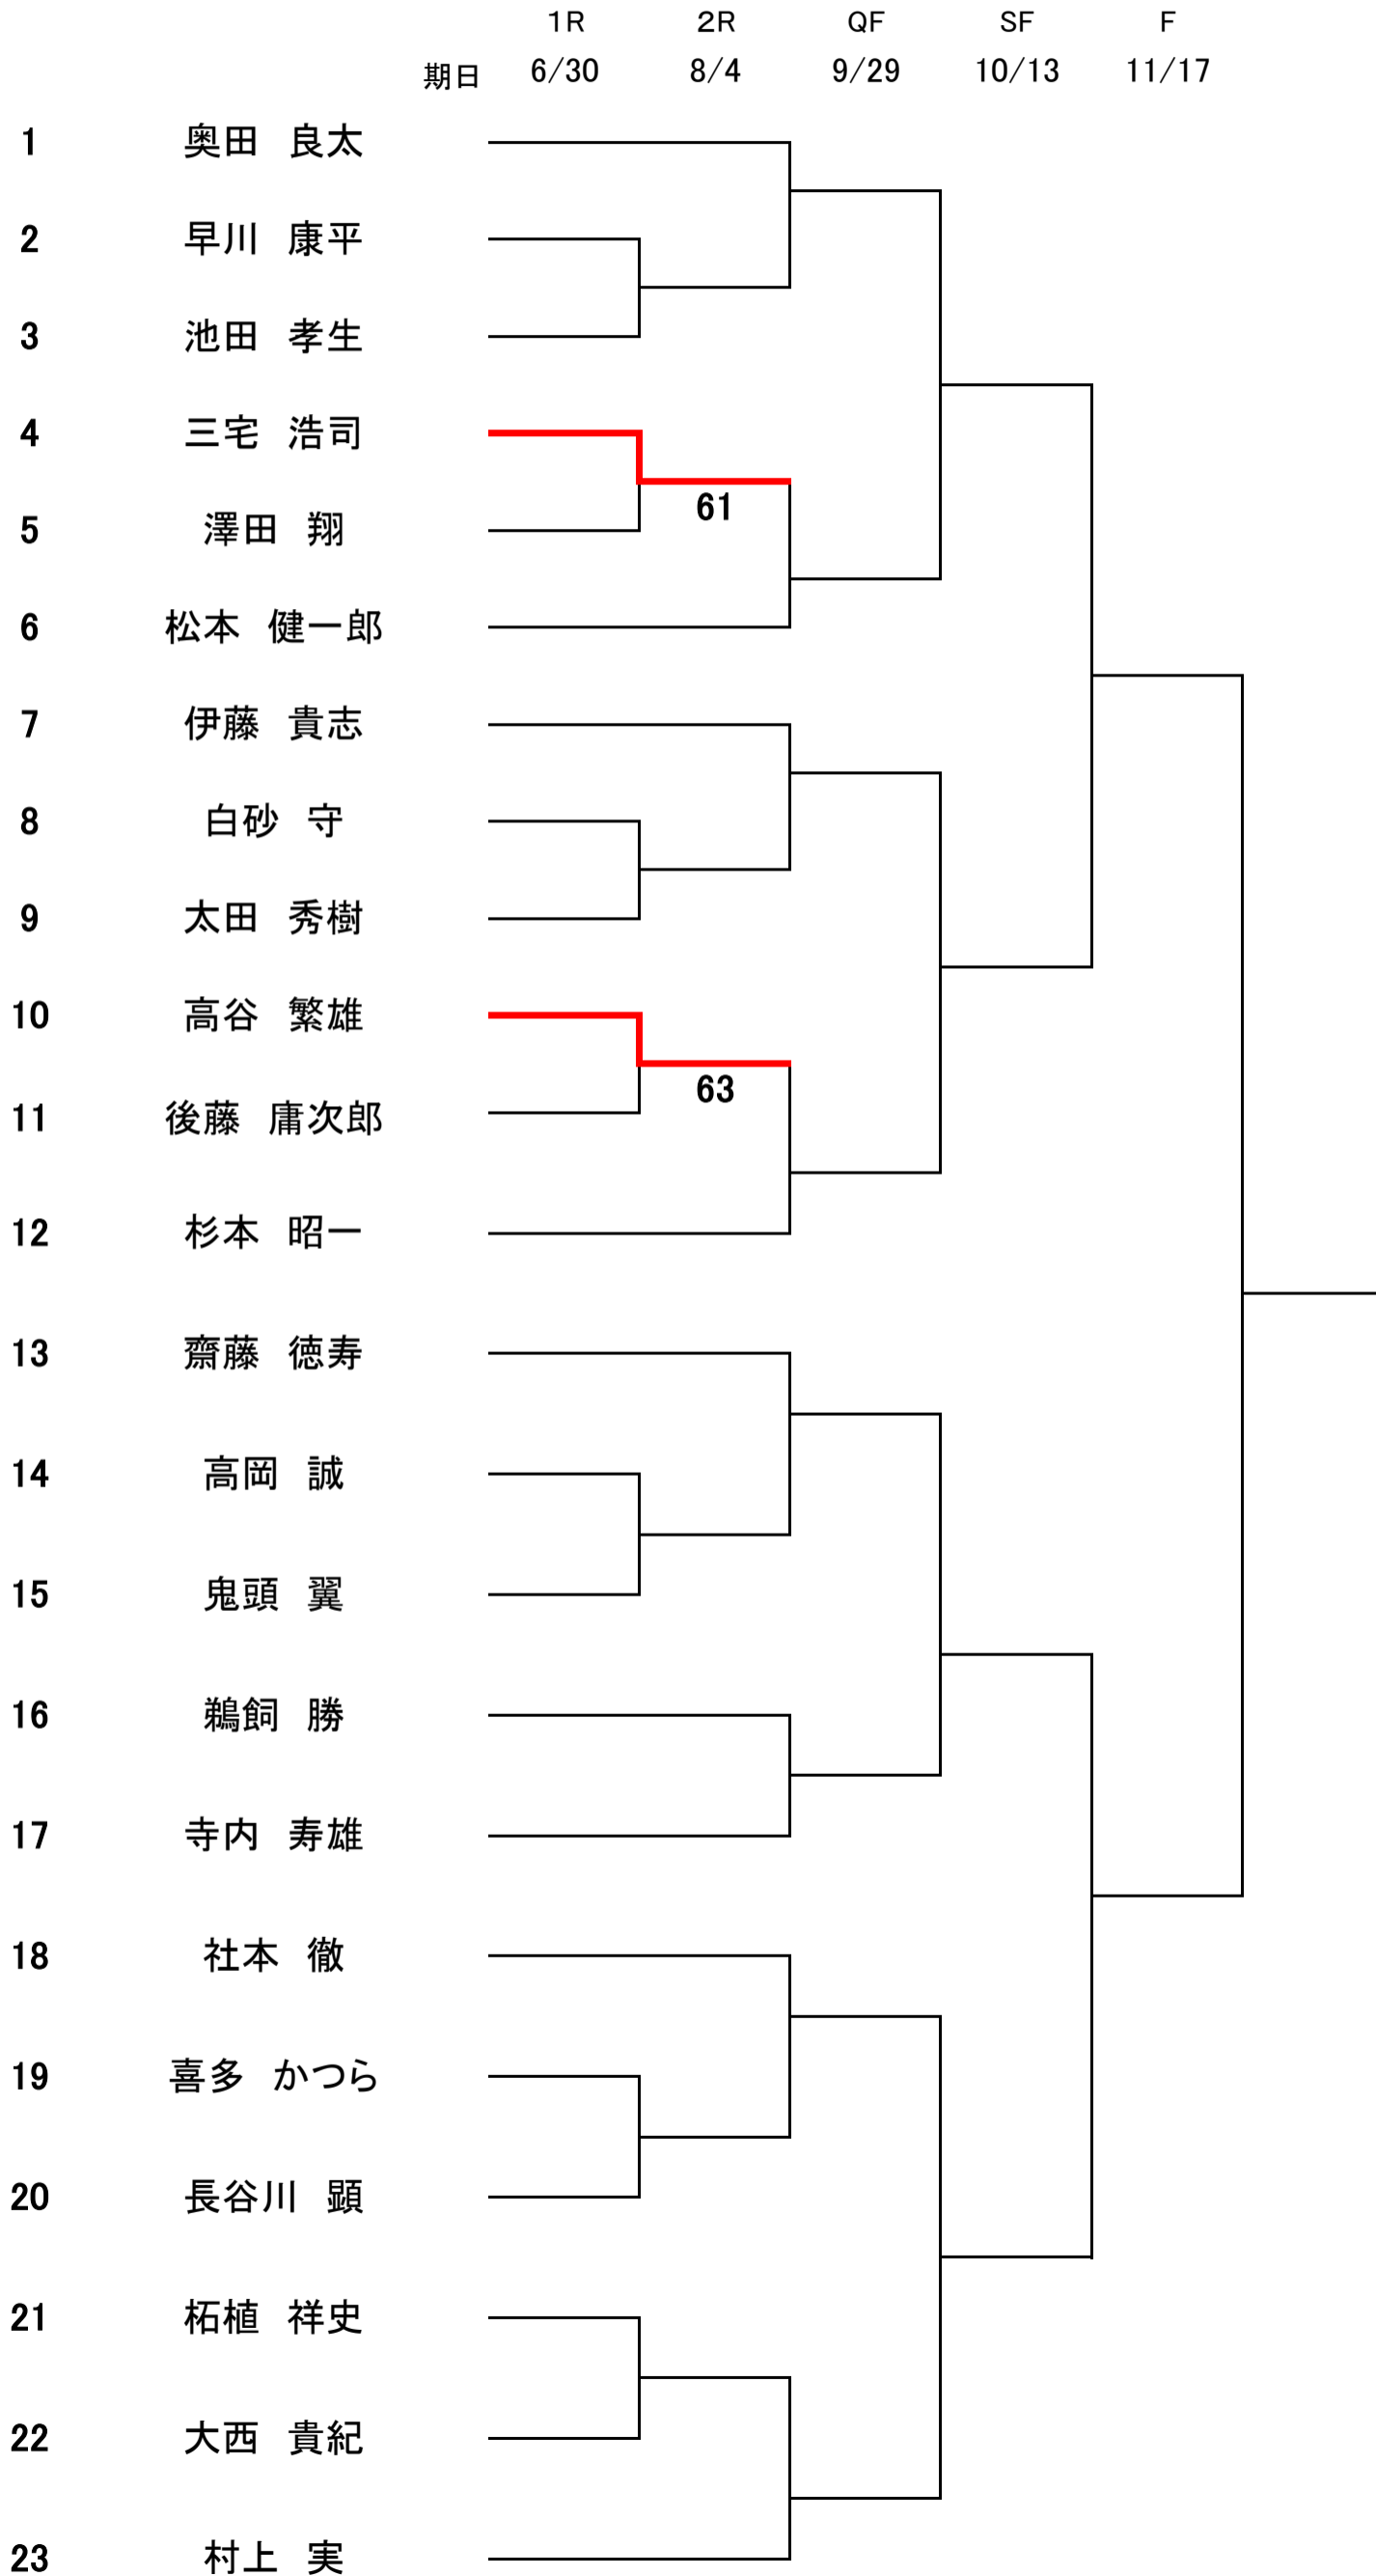 1R 2R QF SF F
期日 6/30 8/4 9/29 10/13 11/17
1 奥田 良太
2 早川 康平
3 池田 孝生
4 三宅 浩司
61
5 澤田 翔
6 松本 健一郎
7 伊藤 貴志
8 白砂 守
9 太田 秀樹
10 高谷 繁雄
63
11 後藤 庸次郎
12 杉本 昭一
13 齋藤 徳寿
14 高岡 誠
15 鬼頭 翼
16 鵜飼 勝
17 寺内 寿雄
18 社本 徹
19 喜多 かつら
20 長谷川 顕
21 柘植 祥史
22 大西 貴紀
23 村上 実